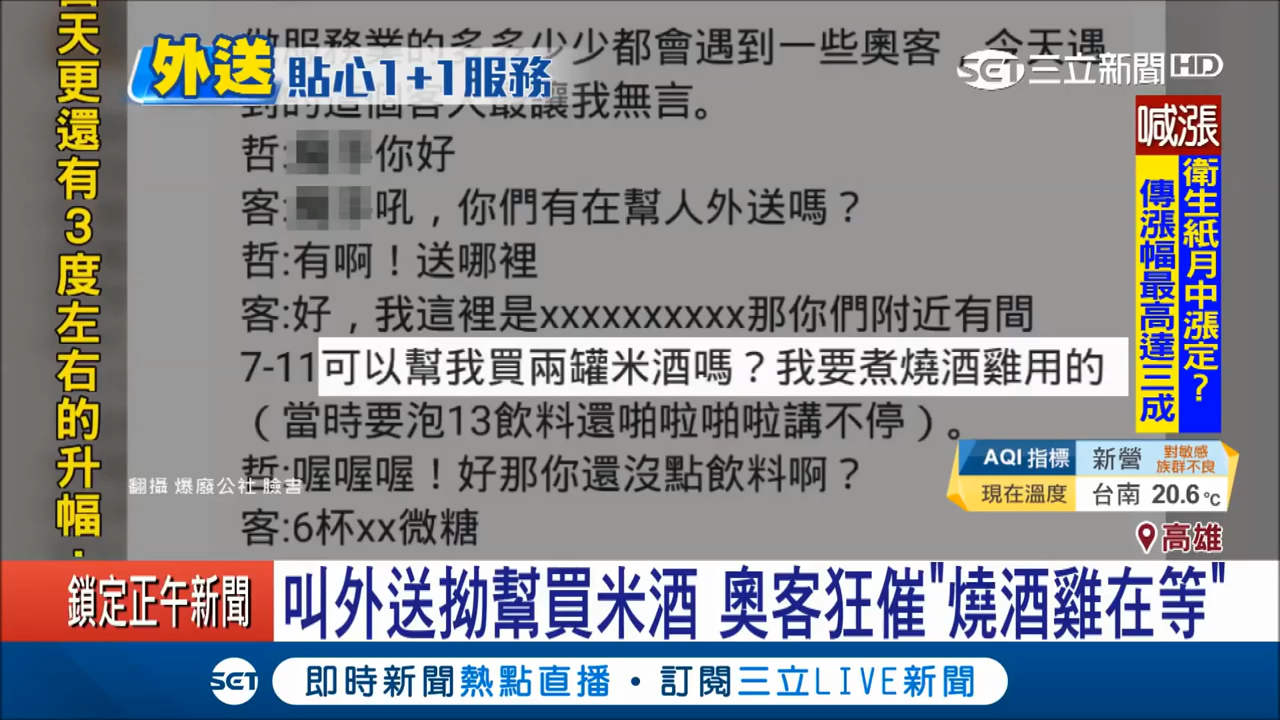 天更還有3度左右的升幅，
外送
貼心1+1服務
SET三立新聞HD
做服務業的多多少少都會遇到一些奧客，今天遇
到的這個客人最讓我無言。
哲: 你好
客: 吼，你們有在幫人外送嗎？
哲:有啊！送哪裡
客:好，我這裡是xxxxxxxxxx那你們附近有間
7-11可以幫我買兩罐米酒嗎？我要煮燒酒雞用的
（當時要泡13飲料還啪啦啪啦講不停）。
哲:喔喔喔！好那你還沒點飲料啊？
客:6杯xx微糖
翻攝 爆廢公社 臉書
喊漲
衛生紙月中漲定？
傳漲幅最高達三成
AQI 指標 新營 對敏感族群不良
現在溫度 台南 20.6℃
高雄
鎖定正午新聞
叫外送拗幫買米酒 奧客狂催"燒酒雞在等"
SET 即時新聞熱點直播・訂閱三立LIVE新聞